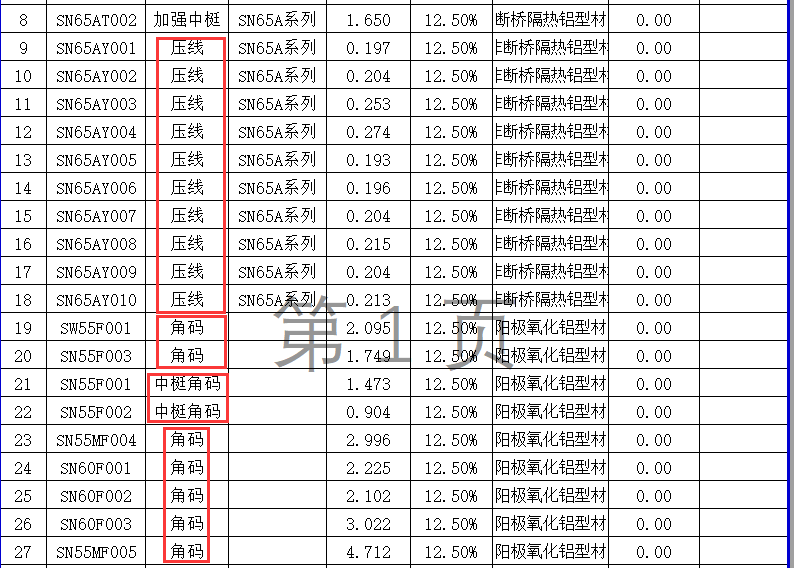 8 SN65AT002 加强中梃 SN65A系列 1.650 12.50% 断桥隔热铝型材 0.00
9 SN65AY001 压线 SN65A系列 0.197 12.50% 断桥隔热铝型材 0.00
10 SN65AY002 压线 SN65A系列 0.204 12.50% 断桥隔热铝型材 0.00
11 SN65AY003 压线 SN65A系列 0.253 12.50% 断桥隔热铝型材 0.00
12 SN65AY004 压线 SN65A系列 0.274 12.50% 断桥隔热铝型材 0.00
13 SN65AY005 压线 SN65A系列 0.193 12.50% 断桥隔热铝型材 0.00
14 SN65AY006 压线 SN65A系列 0.196 12.50% 断桥隔热铝型材 0.00
15 SN65AY007 压线 SN65A系列 0.204 12.50% 断桥隔热铝型材 0.00
16 SN65AY008 压线 SN65A系列 0.215 12.50% 断桥隔热铝型材 0.00
17 SN65AY009 压线 SN65A系列 0.204 12.50% 断桥隔热铝型材 0.00
18 SN65AY010 压线 SN65A系列 0.213 12.50% 断桥隔热铝型材 0.00
第 1 页
19 SW55F001 角码 2.095 12.50% 阳极氧化铝型材 0.00
20 SN55F003 角码 1.749 12.50% 阳极氧化铝型材 0.00
21 SN55F001 中梃角码 1.473 12.50% 阳极氧化铝型材 0.00
22 SN55F002 中梃角码 0.904 12.50% 阳极氧化铝型材 0.00
23 SN55MF004 角码 2.996 12.50% 阳极氧化铝型材 0.00
24 SN60F001 角码 2.225 12.50% 阳极氧化铝型材 0.00
25 SN60F002 角码 2.102 12.50% 阳极氧化铝型材 0.00
26 SN60F003 角码 3.022 12.50% 阳极氧化铝型材 0.00
27 SN55MF005 角码 4.712 12.50% 阳极氧化铝型材 0.00